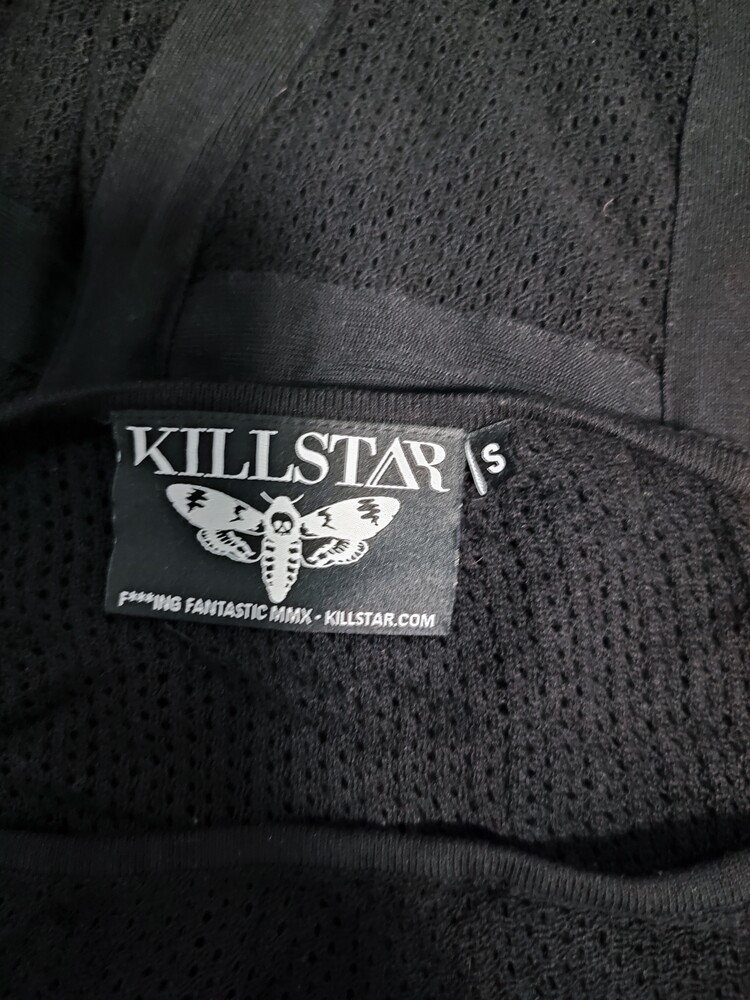 KILLSTAR
S
F***ING FANTASTIC MMX - KILLSTAR.COM